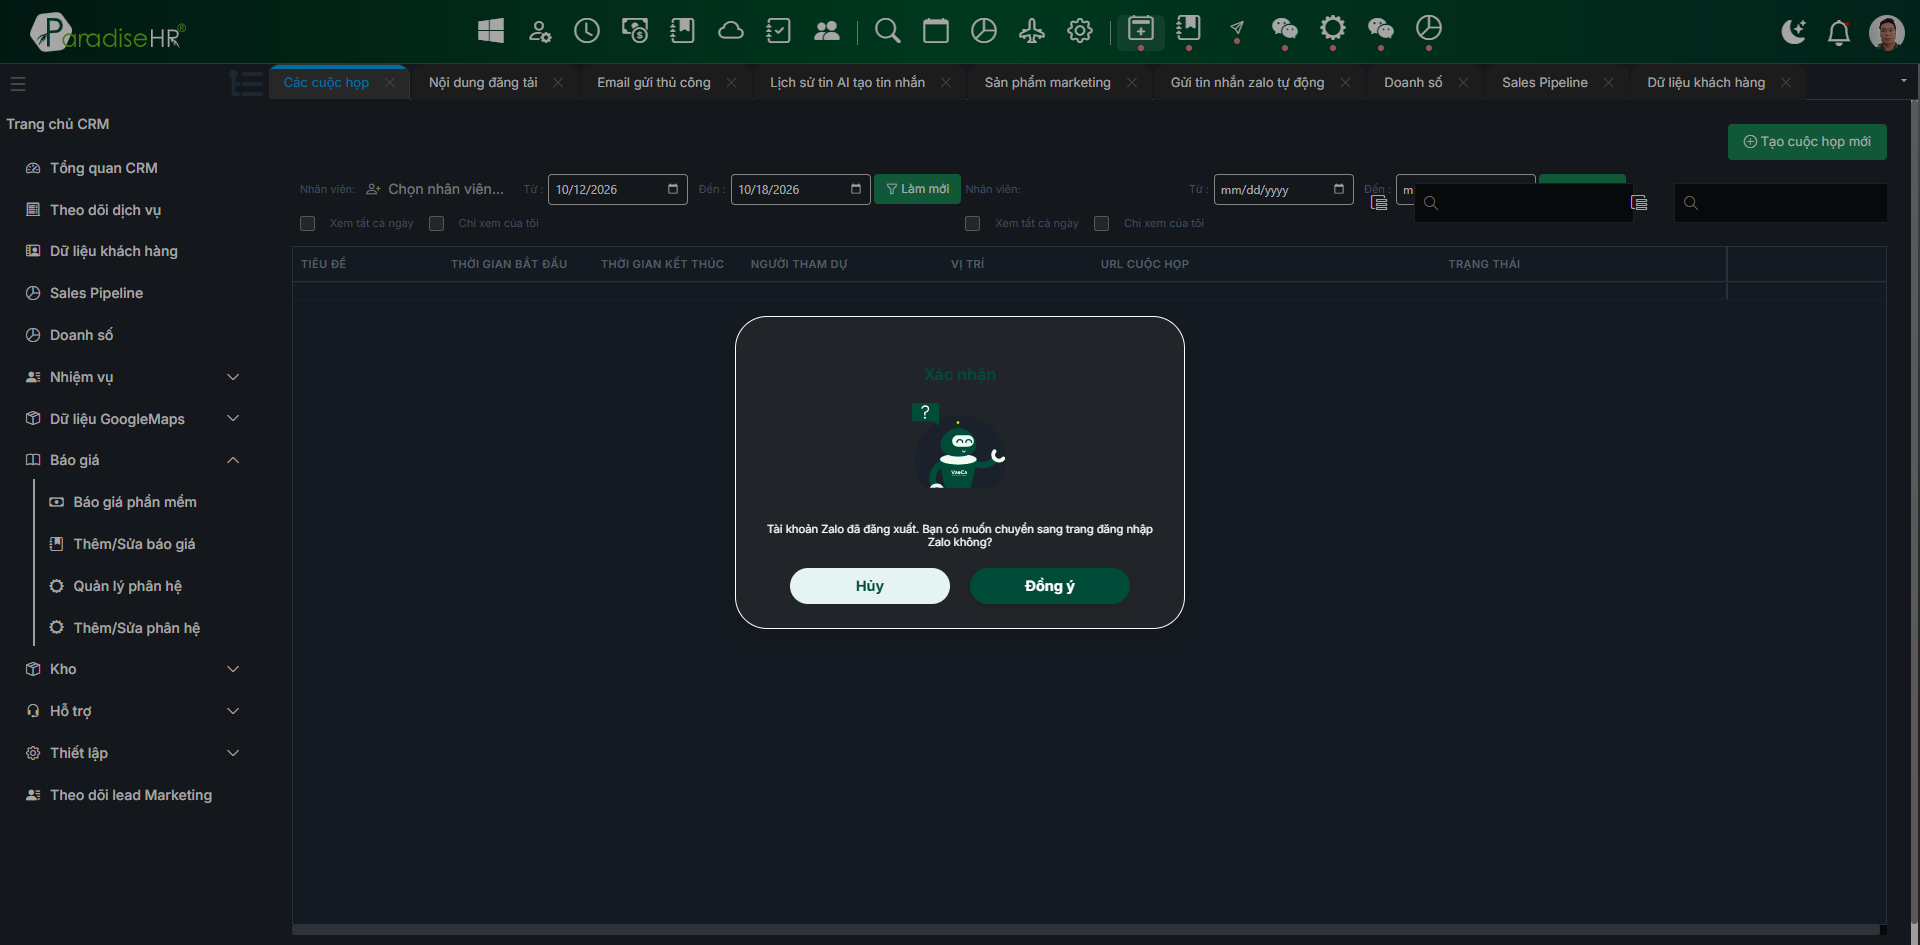 ParadiseHR®
Các cuộc họp
Nội dung đăng tải
Email gửi thủ công
Lịch sử tin AI tạo tin nhắn
Sản phẩm marketing
Gửi tin nhắn zalo tự động
Doanh số
Sales Pipeline
Dữ liệu khách hàng
Trang chủ CRM
Tổng quan CRM
Theo dõi dịch vụ
Dữ liệu khách hàng
Sales Pipeline
Doanh số
Nhiệm vụ
Dữ liệu GoogleMaps
Báo giá
Báo giá phần mềm
Thêm/Sửa báo giá
Quản lý phân hệ
Thêm/Sửa phân hệ
Kho
Hỗ trợ
Thiết lập
Theo dõi lead Marketing
Tạo cuộc họp mới
Nhân viên: Chọn nhân viên... Từ : 10/12/2026 Đến : 10/18/2026 Làm mới Nhân viên: Từ : mm/dd/yyyy Đến : m
Xem tất cả ngày Chỉ xem của tôi Xem tất cả ngày Chỉ xem của tôi
TIÊU ĐỀ THỜI GIAN BẮT ĐẦU THỜI GIAN KẾT THÚC NGƯỜI THAM DỰ VỊ TRÍ URL CUỘC HỌP TRẠNG THÁI
Xác nhận
?
VaeCa
Tài khoản Zalo đã đăng xuất. Bạn có muốn chuyển sang trang đăng nhập
Zalo không?
Hủy
Đồng ý